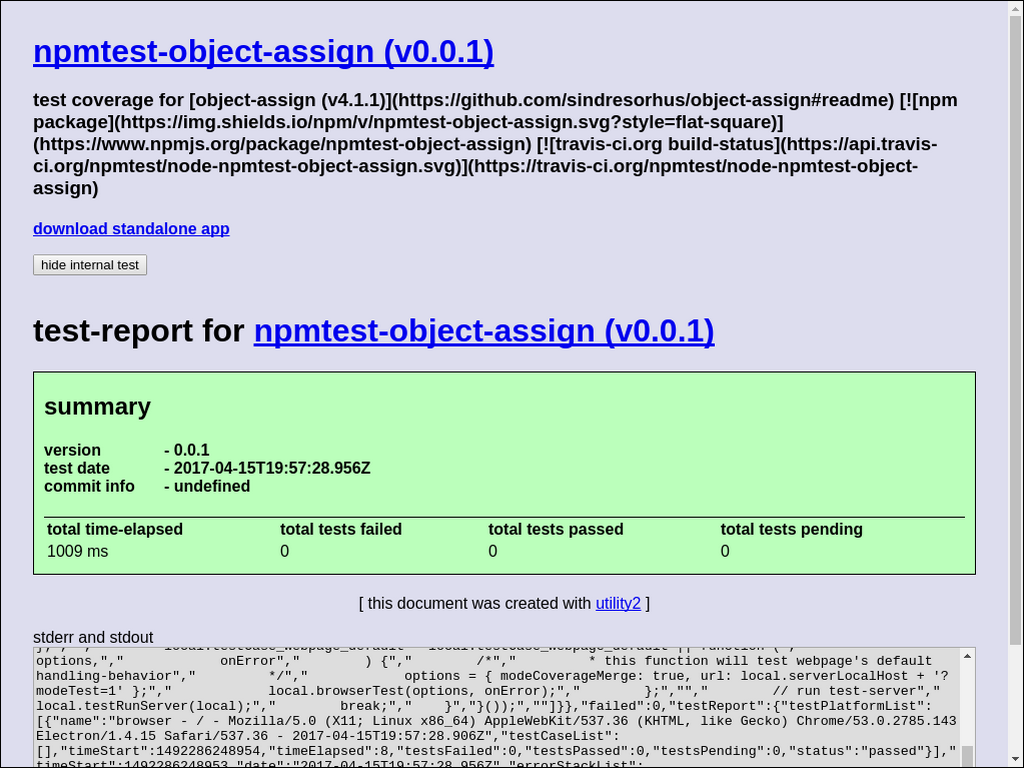 npmtest-object-assign (v0.0.1)
test coverage for [object-assign (v4.1.1)](https://github.com/sindresorhus/object-assign#readme) [![npm
package](https://img.shields.io/npm/v/npmtest-object-assign.svg?style=flat-square)]
(https://www.npmjs.org/package/npmtest-object-assign) [![travis-ci.org build-status](https://api.travis-
ci.org/npmtest/node-npmtest-object-assign.svg)](https://travis-ci.org/npmtest/node-npmtest-object-
assign)
download standalone app
hide internal test
test-report for npmtest-object-assign (v0.0.1)
summary
version - 0.0.1
test date - 2017-04-15T19:57:28.956Z
commit info - undefined
total time-elapsed total tests failed total tests passed total tests pending
1009 ms 0 0 0
[ this document was created with utility2 ]
stderr and stdout
};","," local.testCase_webpage_default = local.testCase_webpage_default || function (","
options,"," onError"," ) {"," /*"," * this function will test webpage's default
handling-behavior"," */"," options = { modeCoverageMerge: true, url: local.serverLocalHost + '?
modeTest=1' };"," local.browserTest(options, onError);"," };",""," // run test-server","
local.testRunServer(local);"," break;"," }","}());",""]}},"failed":0,"testReport":{"testPlatformList":
[{"name":"browser - / - Mozilla/5.0 (X11; Linux x86_64) AppleWebKit/537.36 (KHTML, like Gecko) Chrome/53.0.2785.143
Electron/1.4.15 Safari/537.36 - 2017-04-15T19:57:28.906Z","testCaseList":
[],"timeStart":1492286248954,"timeElapsed":8,"testsFailed":0,"testsPassed":0,"testsPending":0,"status":"passed"}],"
timeStart":1492286248953,"date":"2017-04-15T19:57:28.956Z","errorStackList":